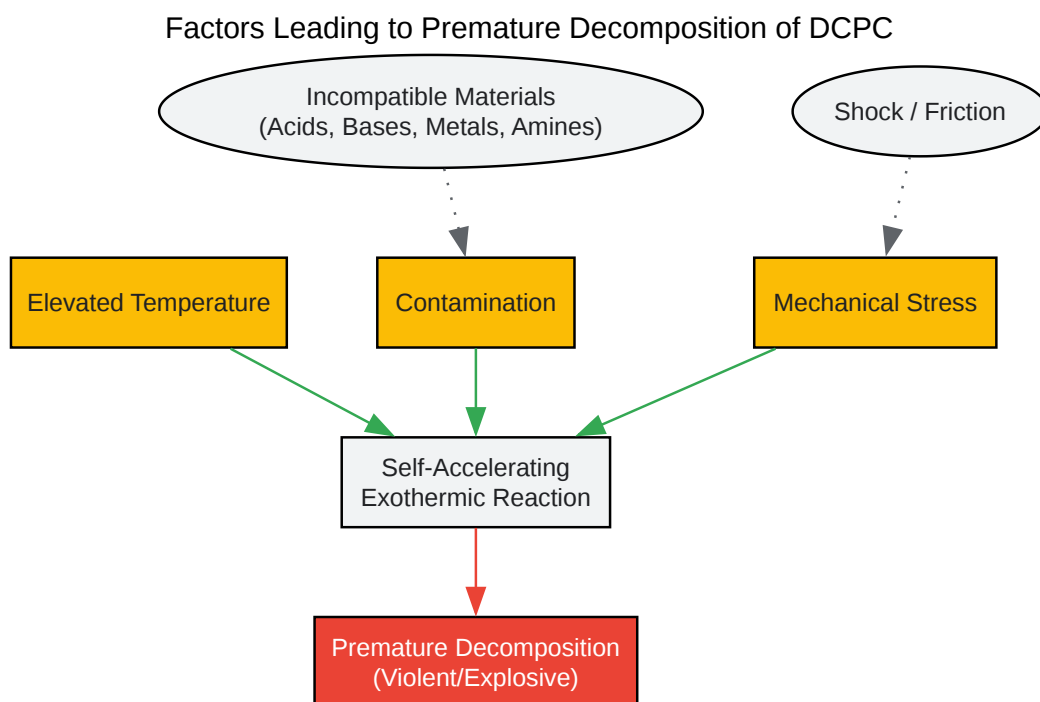 Factors Leading to Premature Decomposition of DCPC
Incompatible Materials
(Acids, Bases, Metals, Amines)
Shock / Friction
Elevated Temperature
Contamination
Mechanical Stress
Self-Accelerating
Exothermic Reaction
Premature Decomposition
(Violent/Explosive)